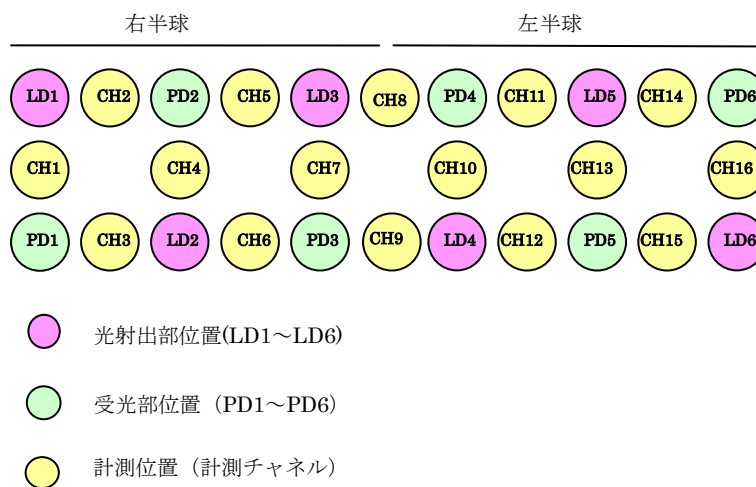 右半球 左半球
LD1 CH2 PD2 CH5 LD3 CH8 PD4 CH11 LD5 CH14 PD6
CH1 CH4 CH7 CH10 CH13 CH16
PD1 CH3 LD2 CH6 PD3 CH9 LD4 CH12 PD5 CH15 LD6
光射出部位置(LD1～LD6)
受光部位置（PD1～PD6）
計測位置（計測チャネル）